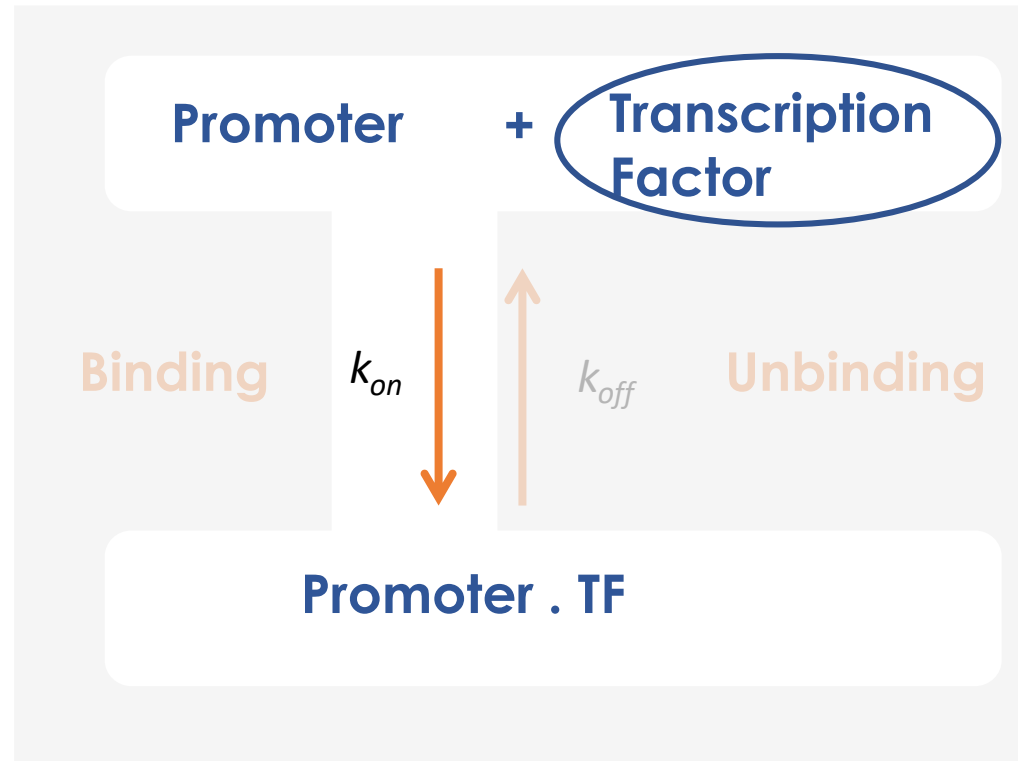 Promoter + Transcription
Factor
Binding k_on k_off Unbinding
Promoter . TF